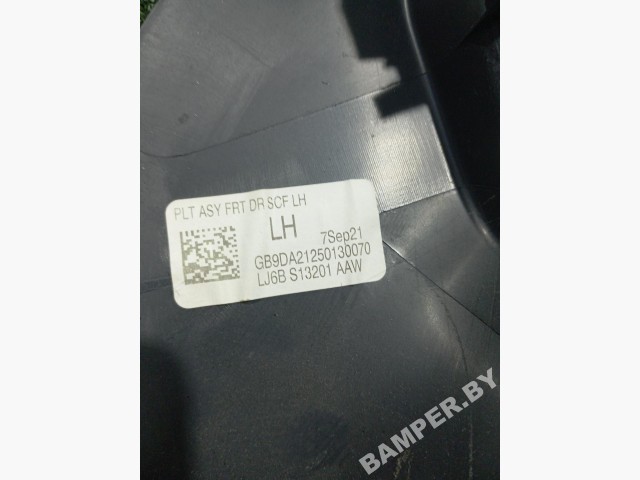 PLT ASY FRT DR SCF LH
LH 7Sep21
GB9DA21250130070
LJ6B S13201 AAW
BAMPER.BY